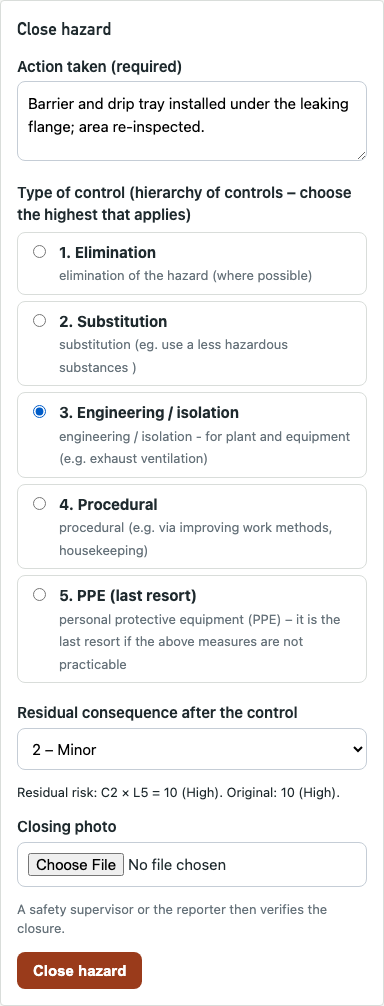 Close hazard
Action taken (required)
Barrier and drip tray installed under the leaking
flange; area re-inspected.
Type of control (hierarchy of controls – choose
the highest that applies)
1. Elimination
elimination of the hazard (where possible)
2. Substitution
substitution (eg. use a less hazardous
substances )
3. Engineering / isolation
engineering / isolation - for plant and equipment
(e.g. exhaust ventilation)
4. Procedural
procedural (e.g. via improving work methods,
housekeeping)
5. PPE (last resort)
personal protective equipment (PPE) – it is the
last resort if the above measures are not
practicable
Residual consequence after the control
2 – Minor
Residual risk: C2 × L5 = 10 (High). Original: 10 (High).
Closing photo
Choose File No file chosen
A safety supervisor or the reporter then verifies the
closure.
Close hazard